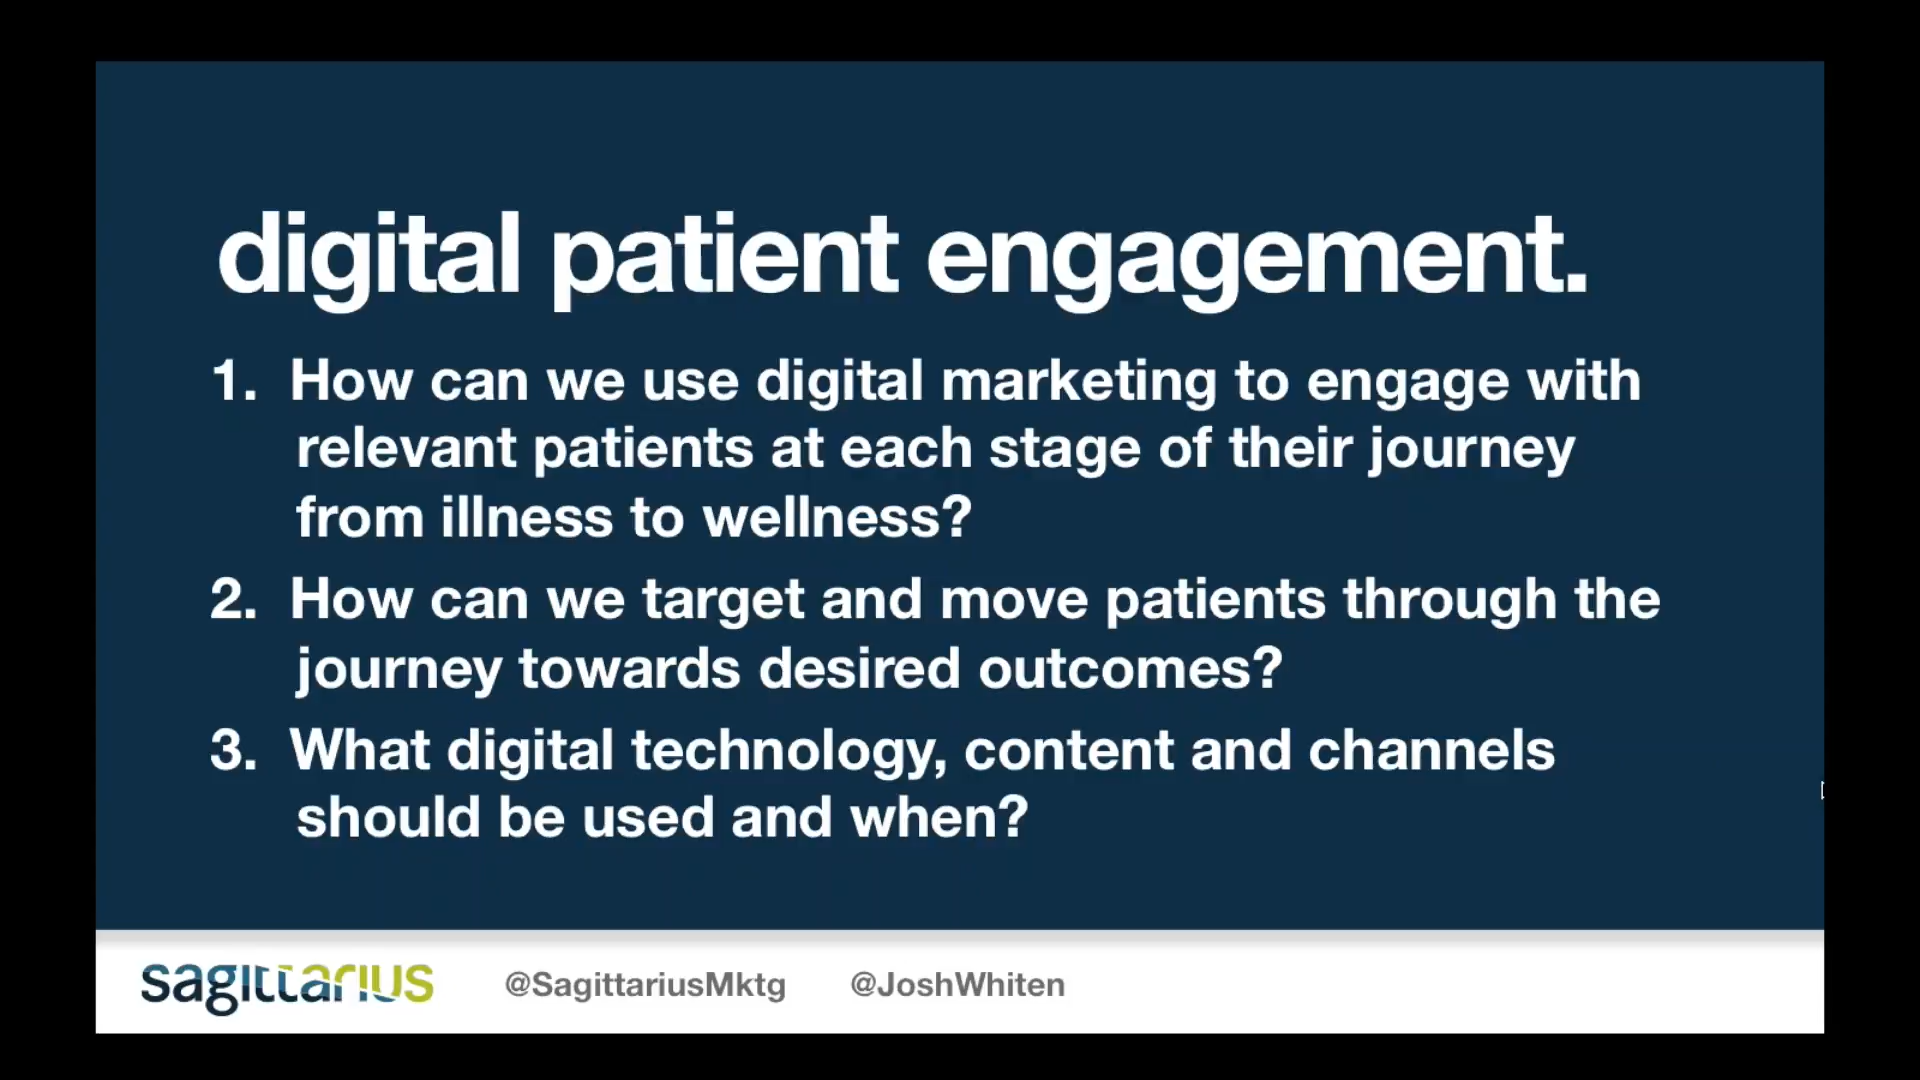 digital patient engagement.
1. How can we use digital marketing to engage with
relevant patients at each stage of their journey
from illness to wellness?
2. How can we target and move patients through the
journey towards desired outcomes?
3. What digital technology, content and channels
should be used and when?
sagittarius @SagittariusMktg @JoshWhiten